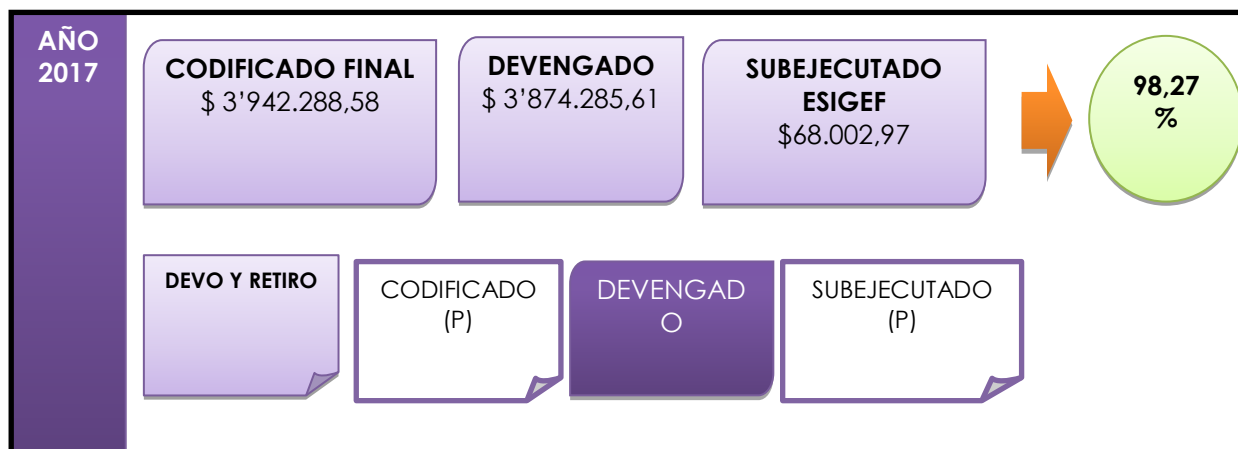 AÑO
2017
CODIFICADO FINAL
$ 3’942.288,58
DEVENGADO
$ 3’874.285,61
SUBEJECUTADO
ESIGEF
$68.002,97
98,27
%
DEVO Y RETIRO
CODIFICADO
(P)
DEVENGAD
O
SUBEJECUTADO
(P)